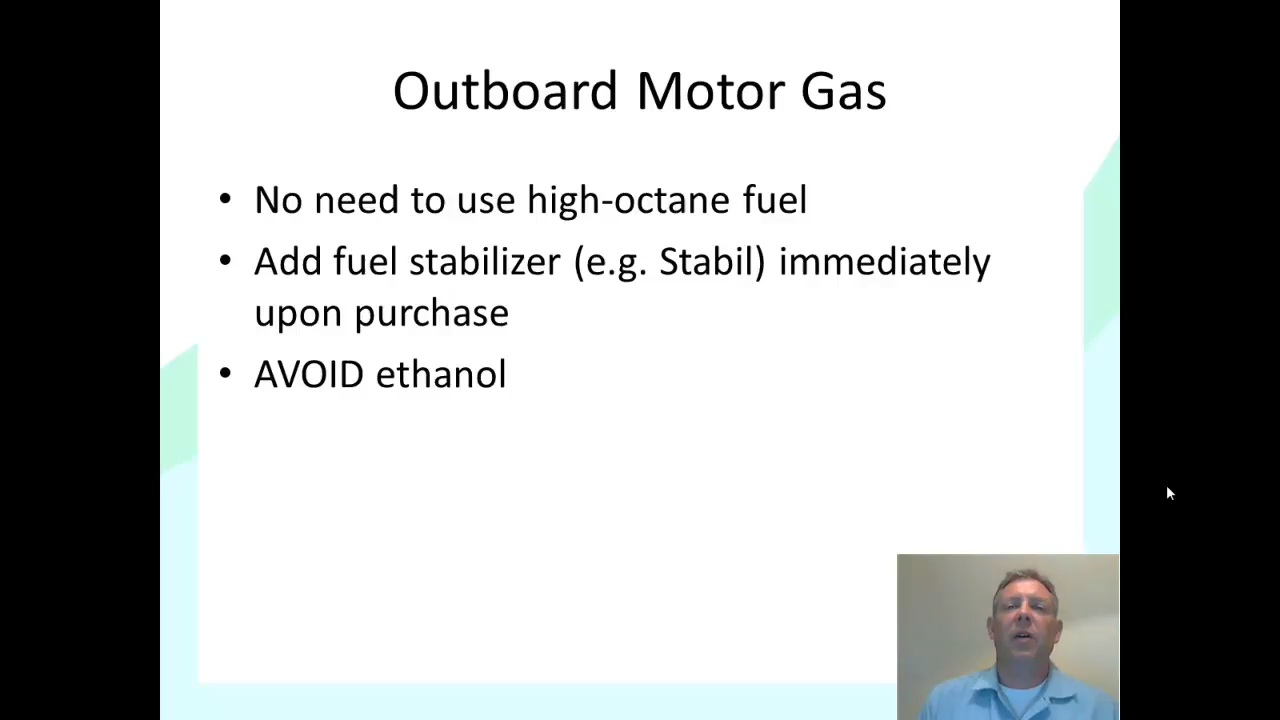 Outboard Motor Gas
• No need to use high-octane fuel
• Add fuel stabilizer (e.g. Stabil) immediately
upon purchase
• AVOID ethanol